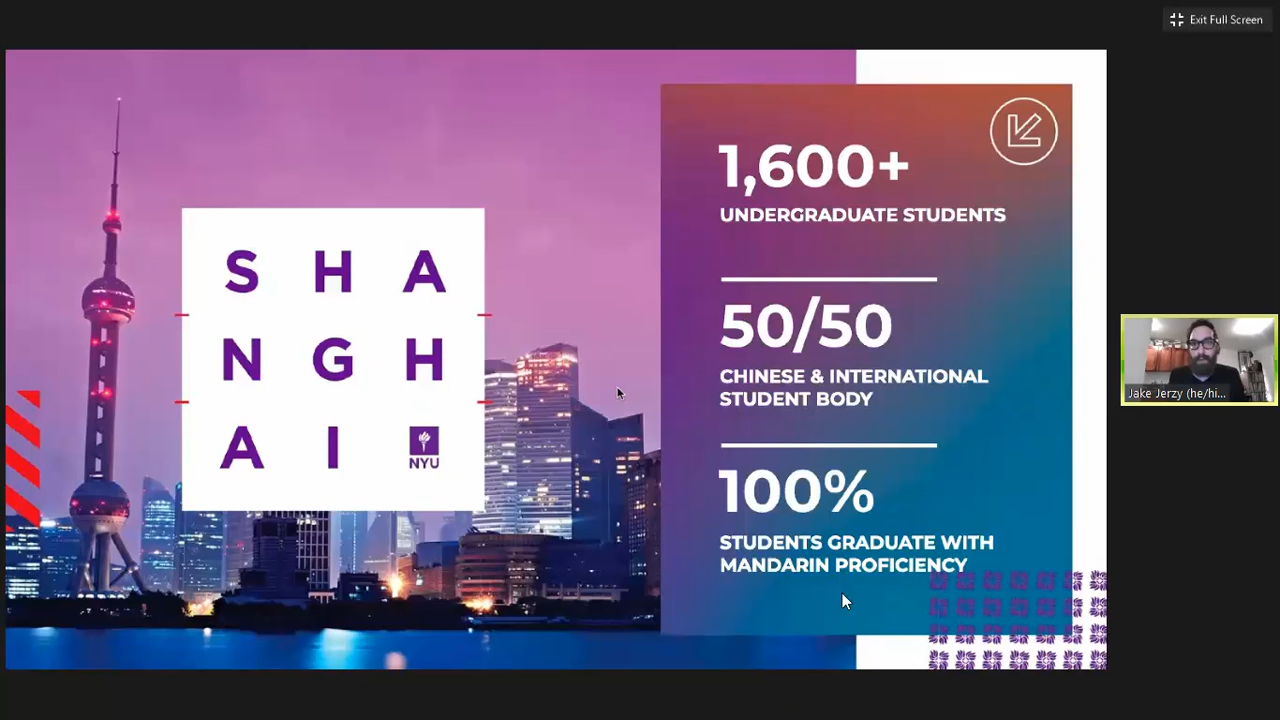 Exit Full Screen
S H A
N G H
A I
NYU
1,600+
UNDERGRADUATE STUDENTS
50/50
CHINESE & INTERNATIONAL
STUDENT BODY
100%
STUDENTS GRADUATE WITH
MANDARIN PROFICIENCY
Jake Jerzy (he/hi...